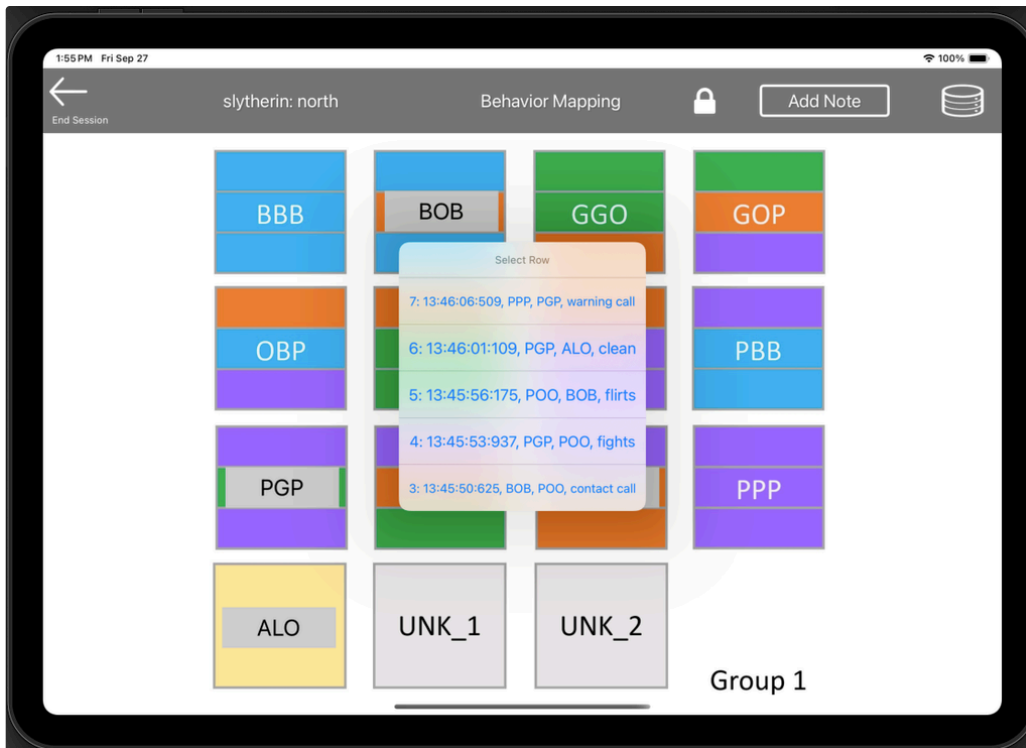 1:55 PM Fri Sep 27
100%
End Session
slytherin: north
Behavior Mapping
Add Note
BBB
BOB
GGO
GOP
Select Row
7: 13:46:06:509, PPP, PGP, warning call
6: 13:46:01:109, PGP, ALO, clean
5: 13:45:56:175, POO, BOB, flirts
4: 13:45:53:937, PGP, POO, fights
3: 13:45:50:625, BOB, POO, contact call
OBP
PBB
PGP
PPP
ALO
UNK_1
UNK_2
Group 1